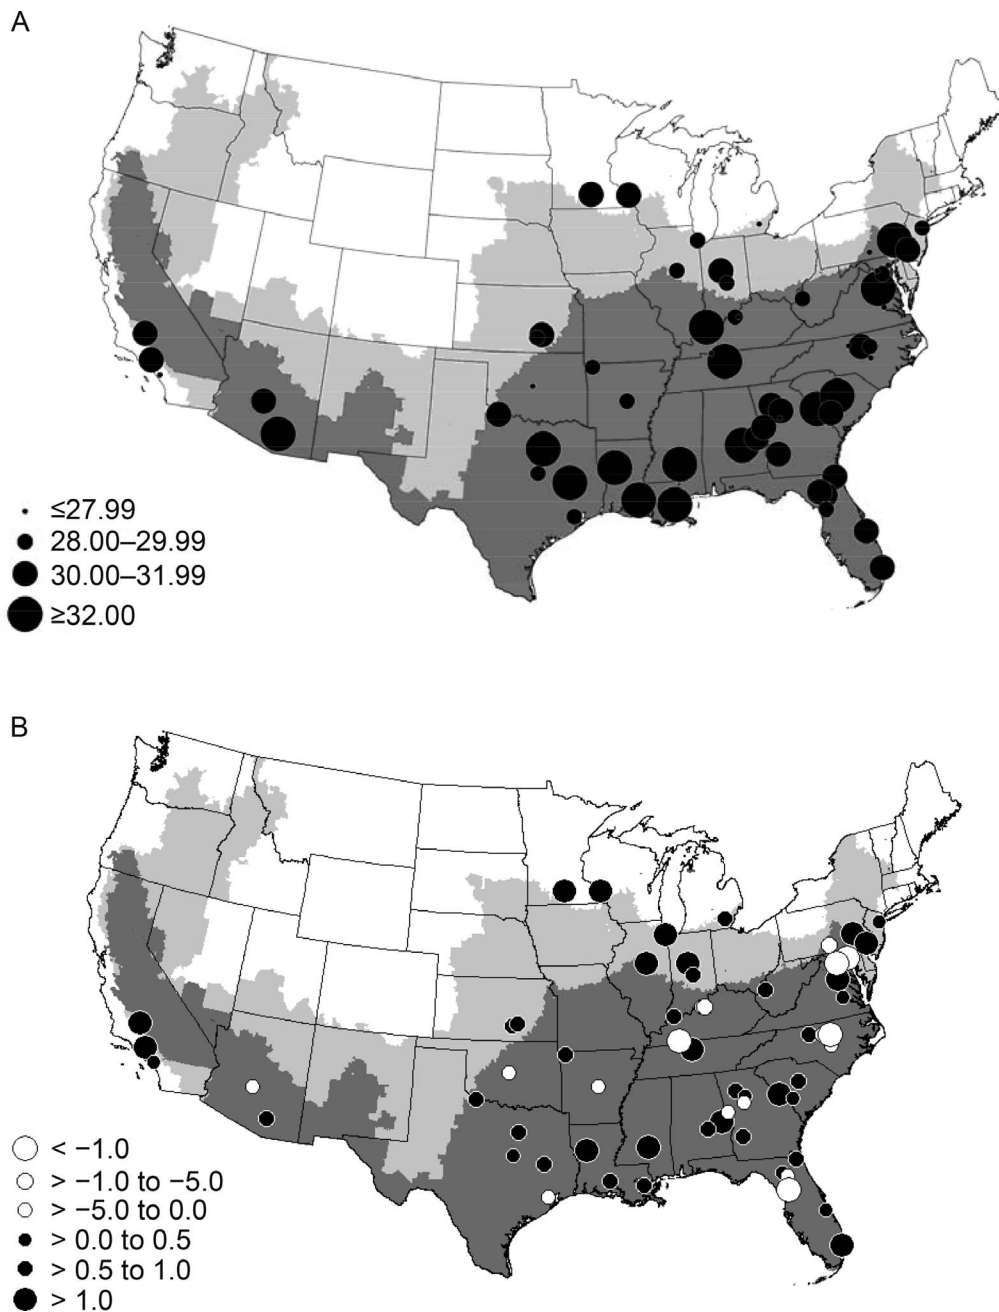 A
≤27.99
28.00–29.99
30.00–31.99
≥32.00
B
< −1.0
> −1.0 to −5.0
> −5.0 to 0.0
> 0.0 to 0.5
> 0.5 to 1.0
> 1.0